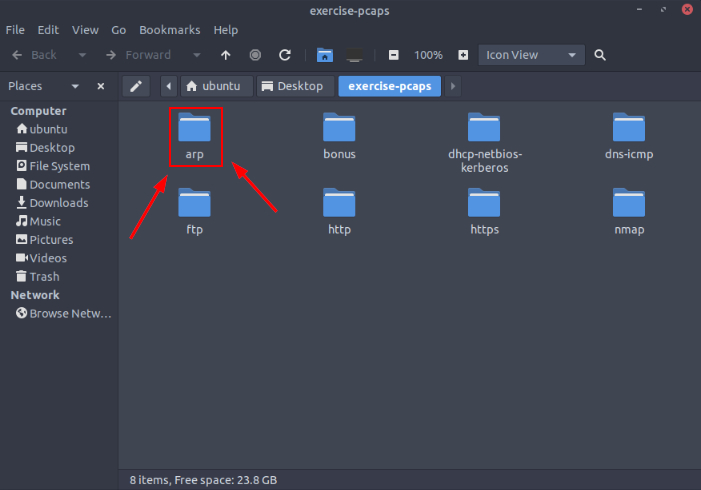 exercise-pcaps
File Edit View Go Bookmarks Help
Back Forward 100% Icon View
Places ubuntu Desktop exercise-pcaps
Computer
ubuntu
Desktop
File System
Documents
Downloads
Music
Pictures
Videos
Trash
Network
Browse Netw...
arp bonus dhcp-netbios-
kerberos dns-icmp
ftp http https nmap
8 items, Free space: 23.8 GB